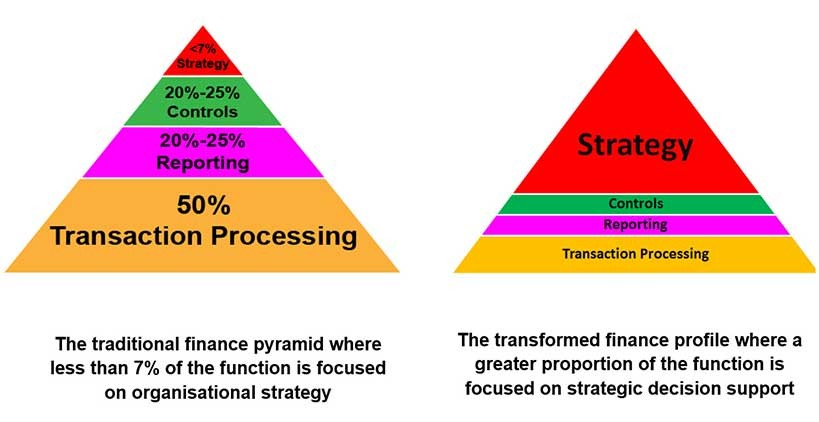 <7%
Strategy
20%-25%
Controls
20%-25%
Reporting
50%
Transaction Processing
The traditional finance pyramid where
less than 7% of the function is focused
on organisational strategy
Strategy
Controls
Reporting
Transaction Processing
The transformed finance profile where a
greater proportion of the function is
focused on strategic decision support